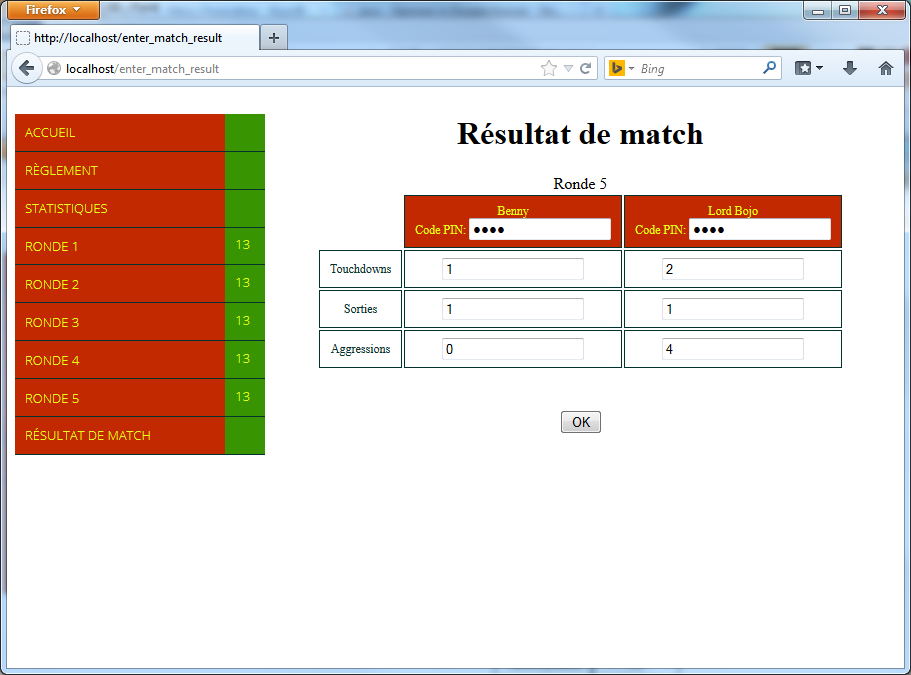 Firefox
http://localhost/enter_match_result
localhost/enter_match_result
Bing
ACCUEIL
RÈGLEMENT
STATISTIQUES
RONDE 1 13
RONDE 2 13
RONDE 3 13
RONDE 4 13
RONDE 5 13
RÉSULTAT DE MATCH
Résultat de match
Ronde 5
Benny Lord Bojo
Code PIN: •••• Code PIN: ••••
Touchdowns 1 2
Sorties 1 1
Aggressions 0 4
OK